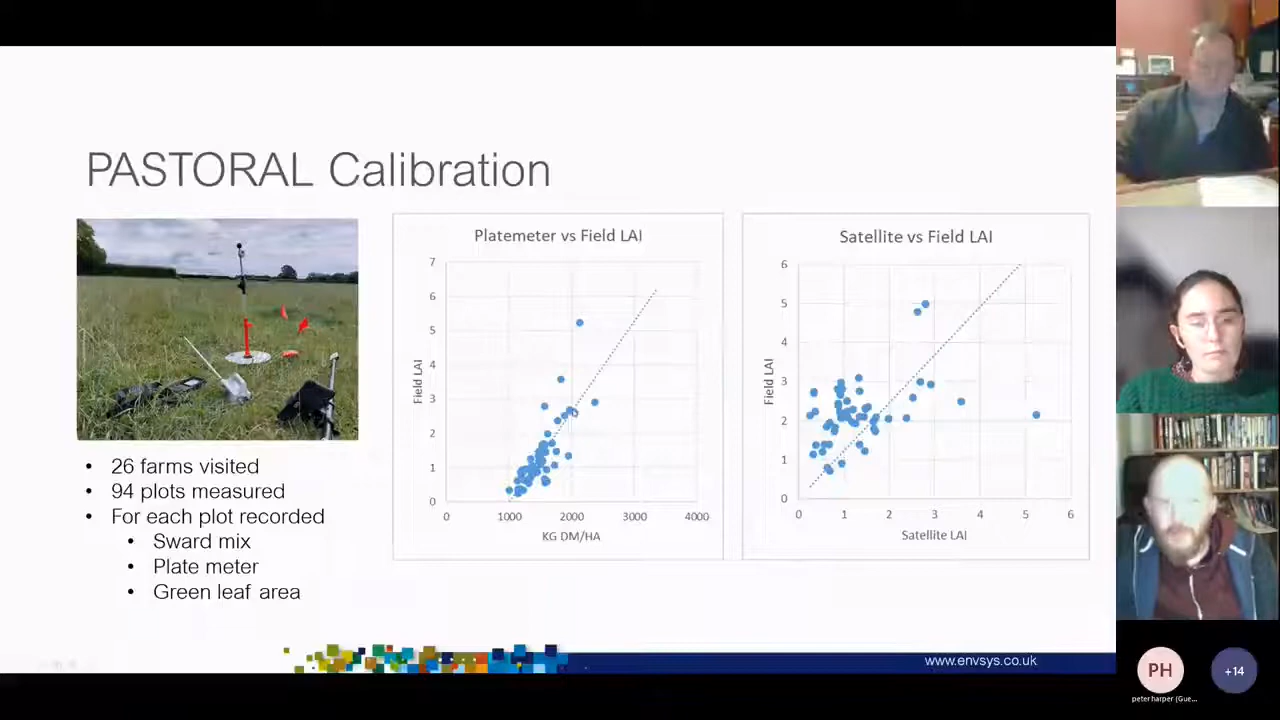 PASTORAL Calibration
• 26 farms visited
• 94 plots measured
• For each plot recorded
• Sward mix
• Plate meter
• Green leaf area
Platemeter vs Field LAI
7
6
5
4
3
2
1
0
Field LAI
0 1000 2000 3000 4000
KG DM/HA
Satellite vs Field LAI
6
5
4
3
2
1
0
Field LAI
0 1 2 3 4 5 6
Satellite LAI
www.envsys.co.uk
PH
+14
peter harper (Gue...